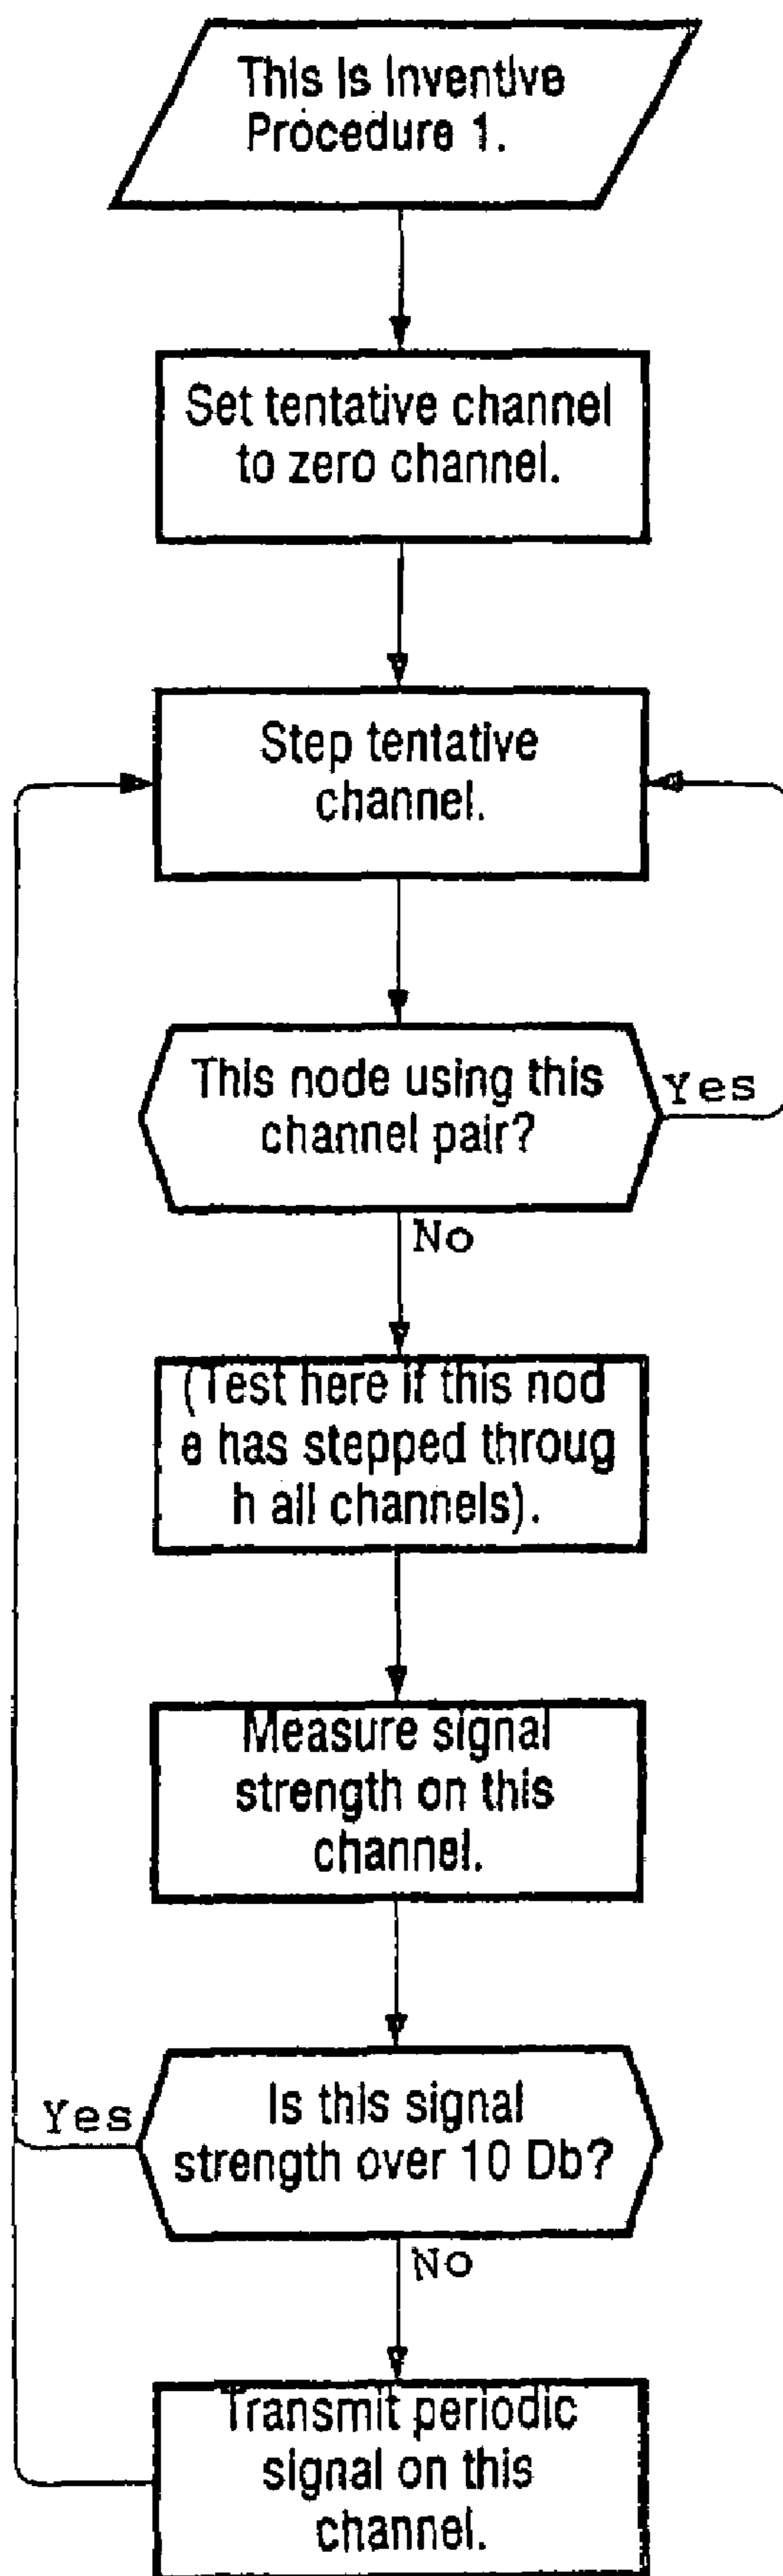 This is Inventive
Procedure 1.
Set tentative channel
to zero channel.
Step tentative
channel.
This node using this
channel pair?
Yes
No
(Test here if this nod
e has stepped throug
h all channels).
Measure signal
strength on this
channel.
Is this signal
strength over 10 Db?
Yes
No
Transmit periodic
signal on this
channel.